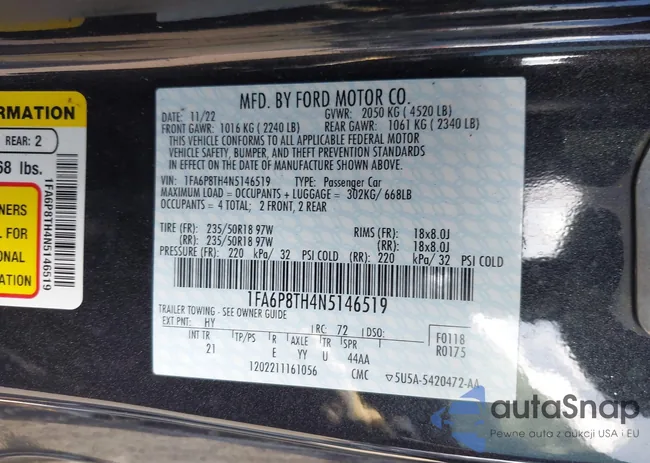 ORMATION
REAR: 2
68 lbs.
NERS
L FOR
ONAL
ATION
1FA6P8TH4N5146519
MFD. BY FORD MOTOR CO.
DATE: 11/22 GVWR: 2050 KG (4520 LB)
FRONT GAWR: 1016 KG (2240 LB) REAR GAWR: 1061 KG (2340 LB)
THIS VEHICLE CONFORMS TO ALL APPLICABLE FEDERAL MOTOR
VEHICLE SAFETY, BUMPER, AND THEFT PREVENTION STANDARDS
IN EFFECT ON THE DATE OF MANUFACTURE SHOWN ABOVE.
VIN: 1FA6P8TH4N5146519 TYPE: Passenger Car
MAXIMUM LOAD = OCCUPANTS + LUGGAGE = 302KG/ 668LB
OCCUPANTS = 4 TOTAL; 2 FRONT, 2 REAR
TIRE (FR): 235/50R18 97W RIMS (FR): 18x8.0J
(RR): 235/50R18 97W (RR): 18x8.0J
PRESSURE (FR): 220 kPa/ 32 PSI COLD (RR): 220 kPa/ 32 PSI COLD
1FA6P8TH4N5146519
TRAILER TOWING - SEE OWNER GUIDE
EXT PNT: HY RC: 72 DSO: F0118
INT TR TP/PS R AXLE TR SPR R0175
21 E YY U 44AA
1202211161056 CMC ▽5U5A-5420472-AA
autaSnap
Pewne auta z aukcji USA i EU